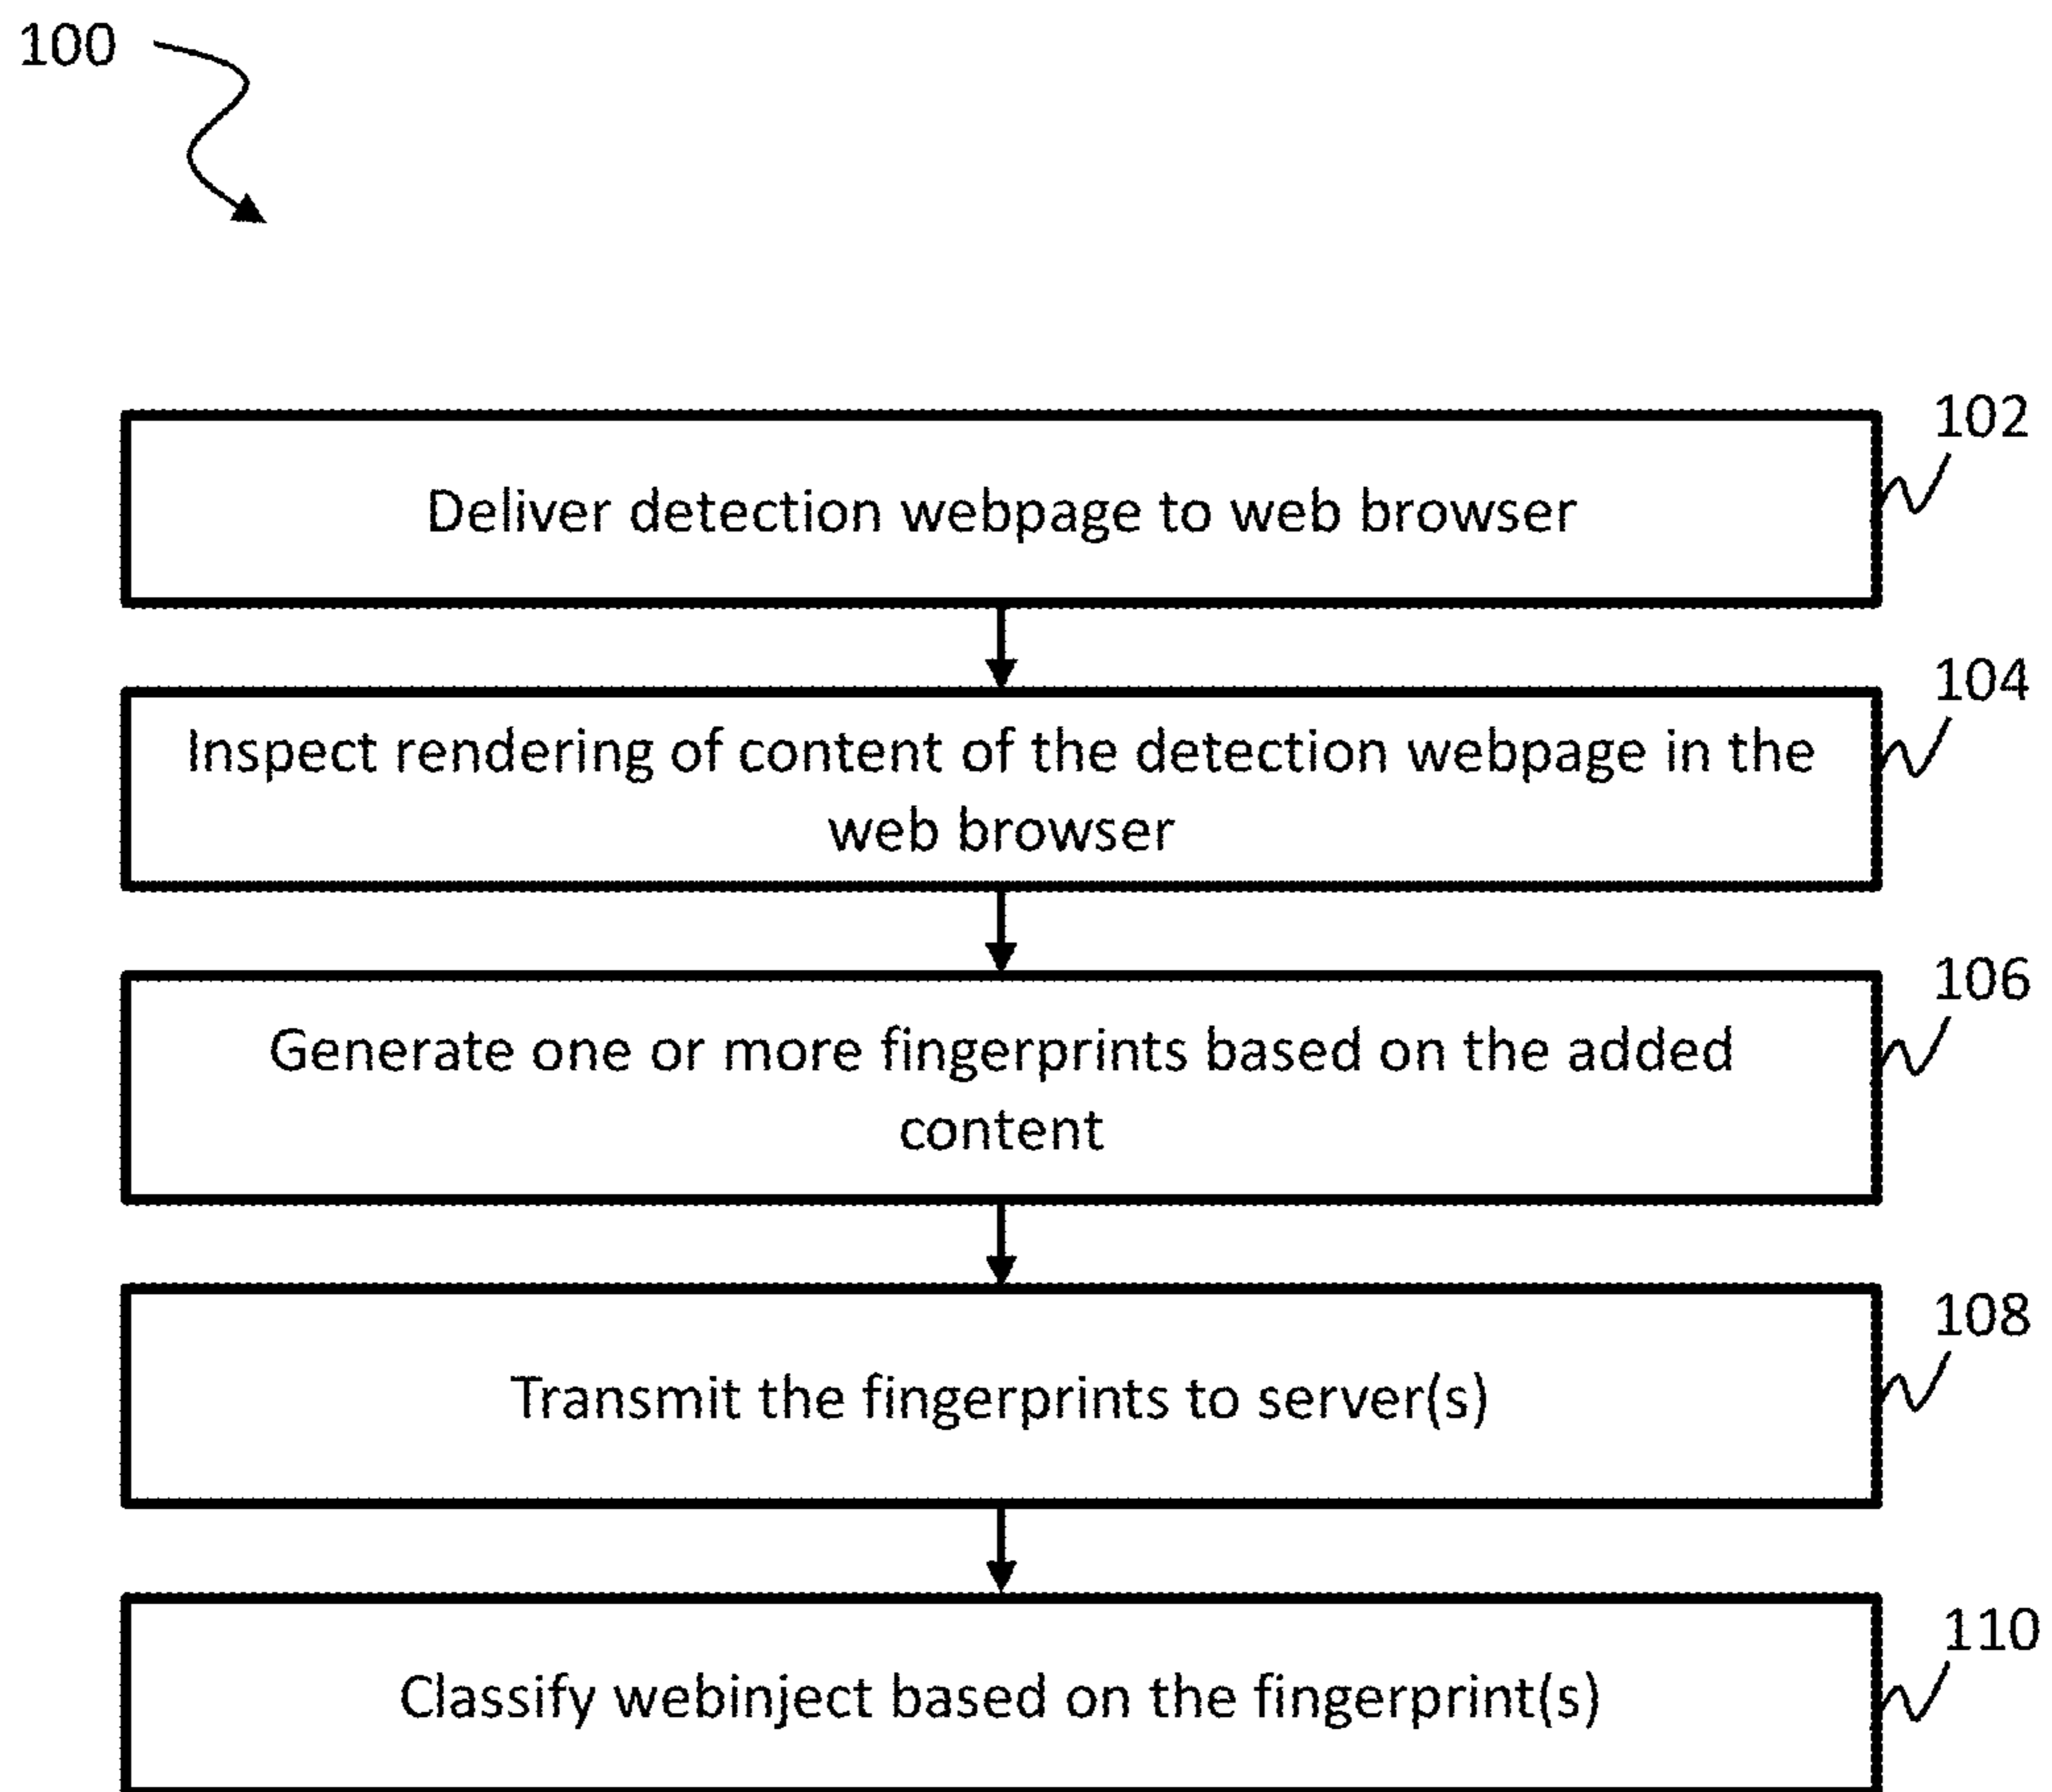 100
102
Deliver detection webpage to web browser
104
Inspect rendering of content of the detection webpage in the
web browser
106
Generate one or more fingerprints based on the added
content
108
Transmit the fingerprints to server(s)
110
Classify webinject based on the fingerprint(s)